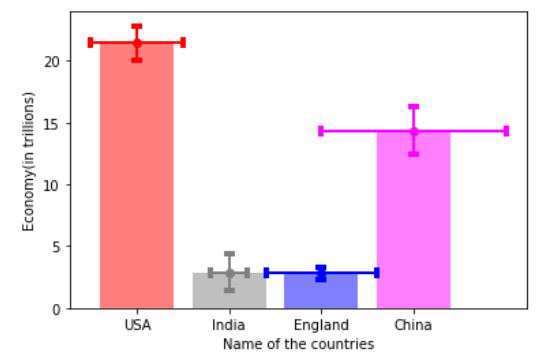 20
15
10
5
0
Economy(in trillions)
USA India England China
Name of the countries